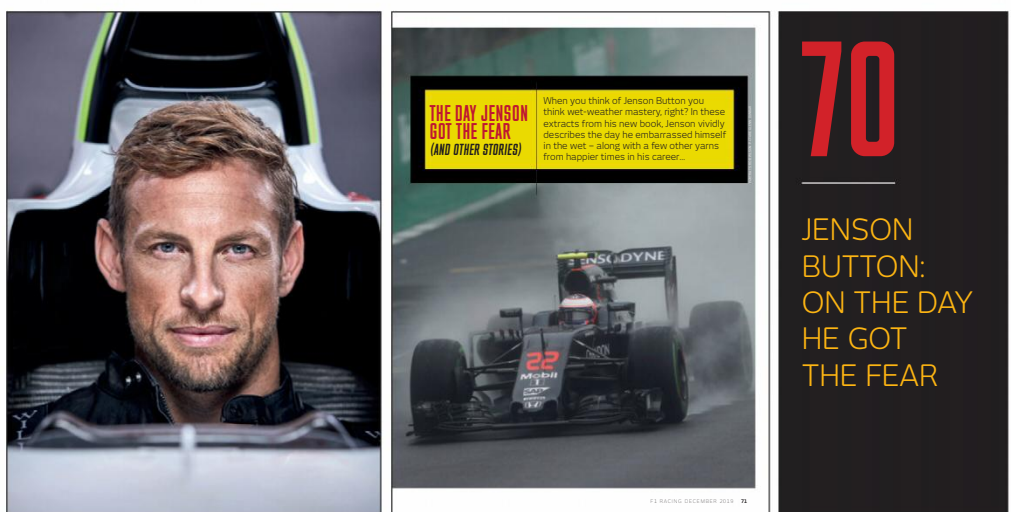 THE DAY JENSON
GOT THE FEAR
(AND OTHER STORIES)
When you think of Jenson Button you
think wet-weather mastery, right? In these
extracts from his new book, Jenson vividly
describes the day he embarrassed himself
in the wet – along with a few other yarns
from happier times in his career...
ENSODYNE
22
Mobil
1
SAP
F1 RACING DECEMBER 2019 71
70
JENSON
BUTTON:
ON THE DAY
HE GOT
THE FEAR